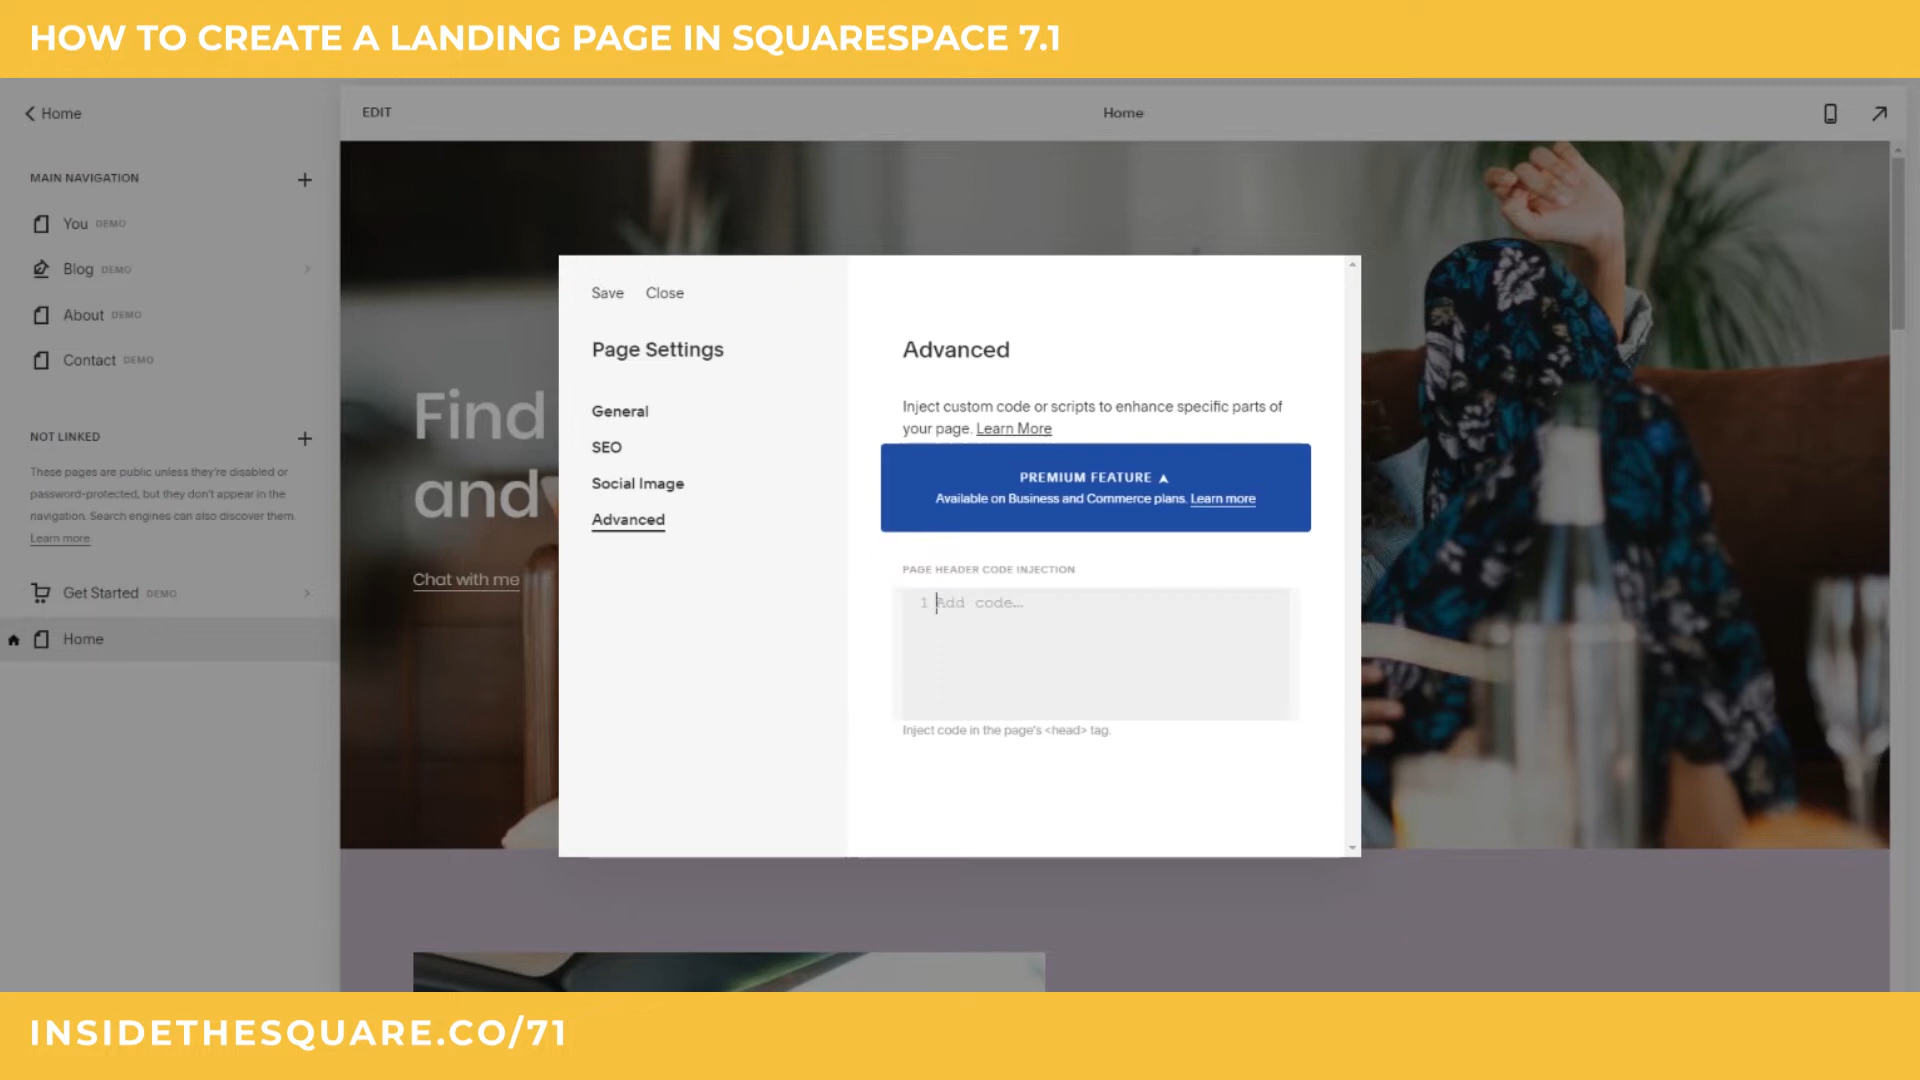 HOW TO CREATE A LANDING PAGE IN SQUARESPACE 7.1
Home
MAIN NAVIGATION
You DEMO
Blog DEMO
About DEMO
Contact DEMO
NOT LINKED
These pages are public unless they're disabled or
password-protected, but they don't appear in the
navigation. Search engines can also discover them.
Learn more
Get Started DEMO
Home
EDIT
Home
Find
and
Chat with me
Save Close
Page Settings
General
SEO
Social Image
Advanced
Advanced
Inject custom code or scripts to enhance specific parts of
your page. Learn More
PREMIUM FEATURE
Available on Business and Commerce plans. Learn more
PAGE HEADER CODE INJECTION
1 Add code...
Inject code in the page's <head> tag.
INSIDETHESQUARE.CO/71